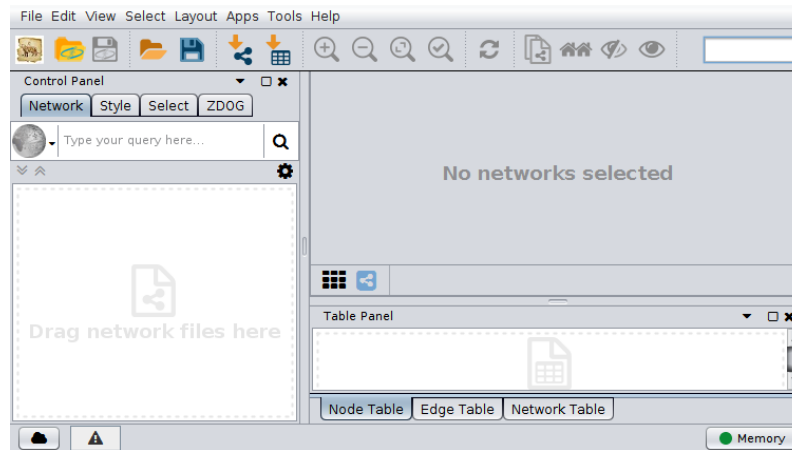 File Edit View Select Layout Apps Tools Help
Control Panel
Network Style Select ZDOG
Type your query here...
No networks selected
Drag network files here
Table Panel
Node Table Edge Table Network Table
Memory